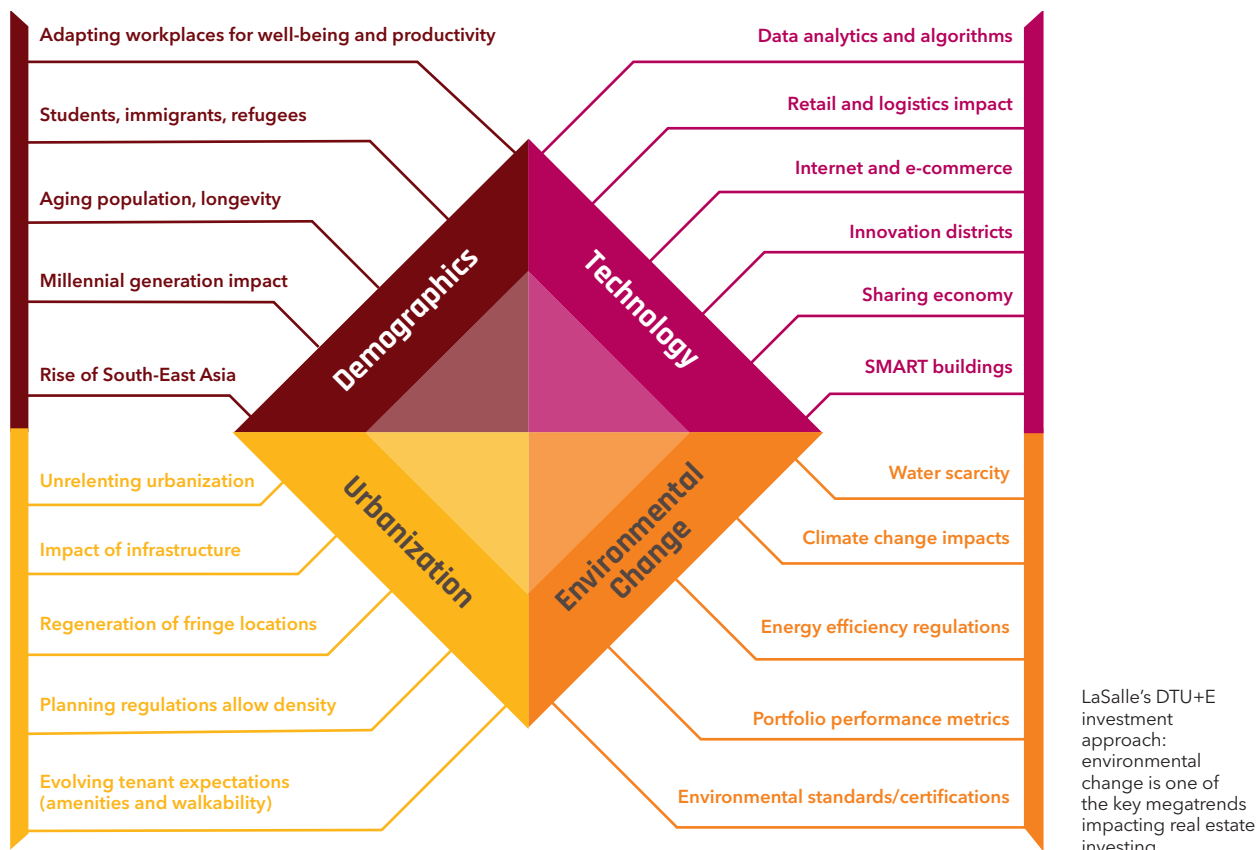 Adapting workplaces for well-being and productivity
Students, immigrants, refugees
Aging population, longevity
Millennial generation impact
Rise of South-East Asia
Data analytics and algorithms
Retail and logistics impact
Internet and e-commerce
Innovation districts
Sharing economy
SMART buildings
Demographics
Technology
Urbanization
Environmental
Change
Unrelenting urbanization
Impact of infrastructure
Regeneration of fringe locations
Planning regulations allow density
Evolving tenant expectations
(amenities and walkability)
Water scarcity
Climate change impacts
Energy efficiency regulations
Portfolio performance metrics
Environmental standards/certifications
LaSalle's DTU+E
investment
approach:
environmental
change is one of
the key megatrends
impacting real estate
investing